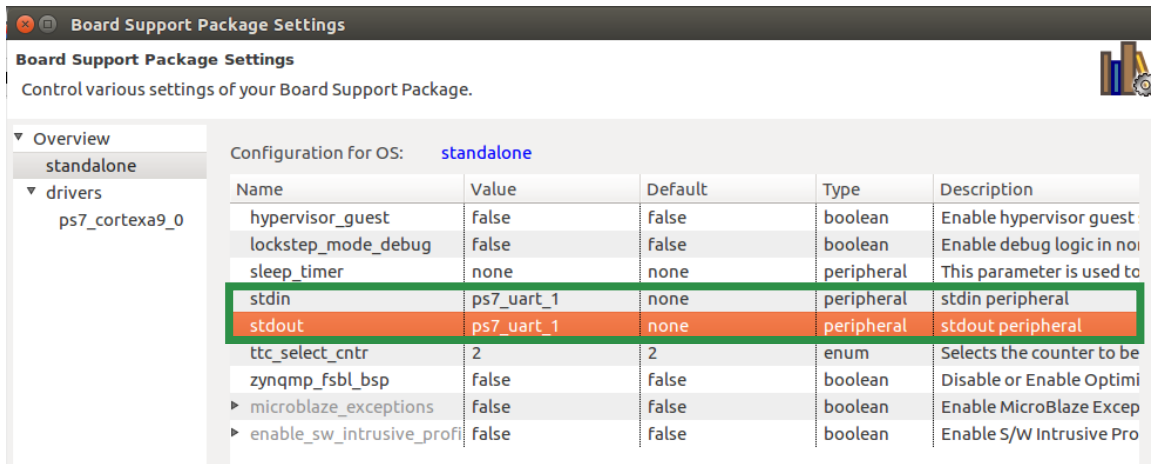 Board Support Package Settings
Board Support Package Settings
Control various settings of your Board Support Package.
Overview
standalone
drivers
ps7_cortexa9_0
Configuration for OS: standalone
Name Value Default Type Description
hypervisor_guest false false boolean Enable hypervisor guest
lockstep_mode_debug false false boolean Enable debug logic in
sleep_timer none none peripheral This parameter is used to
stdin ps7_uart_1 none peripheral stdin peripheral
stdout ps7_uart_1 none peripheral stdout peripheral
ttc_select_cntr 2 2 enum Selects the counter to be
zynqmp_fsbl_bsp false false boolean Disable or Enable Optimi
microblaze_exceptions false false boolean Enable MicroBlaze Excep
enable_sw_intrusive_profi false false boolean Enable S/W Intrusive Pro